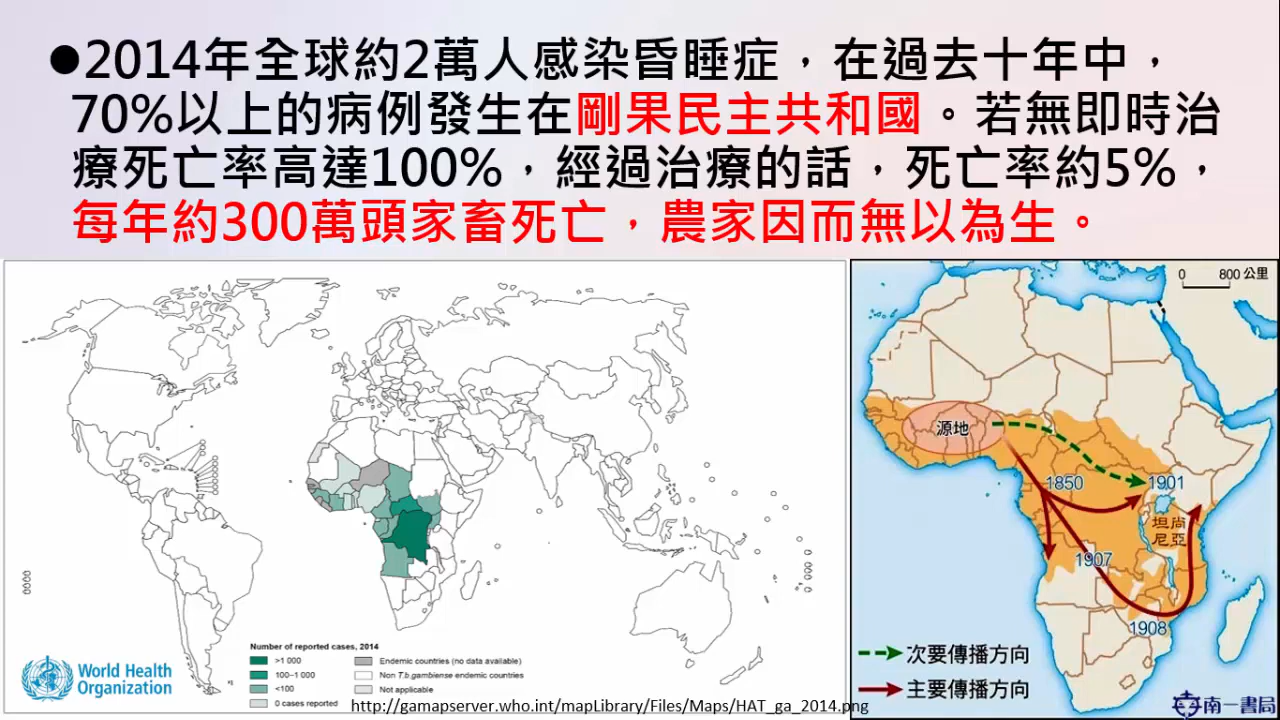 ●2014年全球約2萬人感染昏睡症，在過去十年中，
70%以上的病例發生在剛果民主共和國。若無即時治
療死亡率高達100%，經過治療的話，死亡率約5%，
每年約300萬頭家畜死亡，農家因而無以為生。
0 800 公里
源地
1850
1901
坦尚
尼亞
1907
1908
次要傳播方向
主要傳播方向
南一書局
Number of reported cases, 2014
>1 000
100–1 000
<100
0 cases reported
Endemic countries (no data available)
Non T.b.gambiense endemic countries
Not applicable
World Health
Organization
http://gamapserver.who.int/mapLibrary/Files/Maps/HAT_ga_2014.png